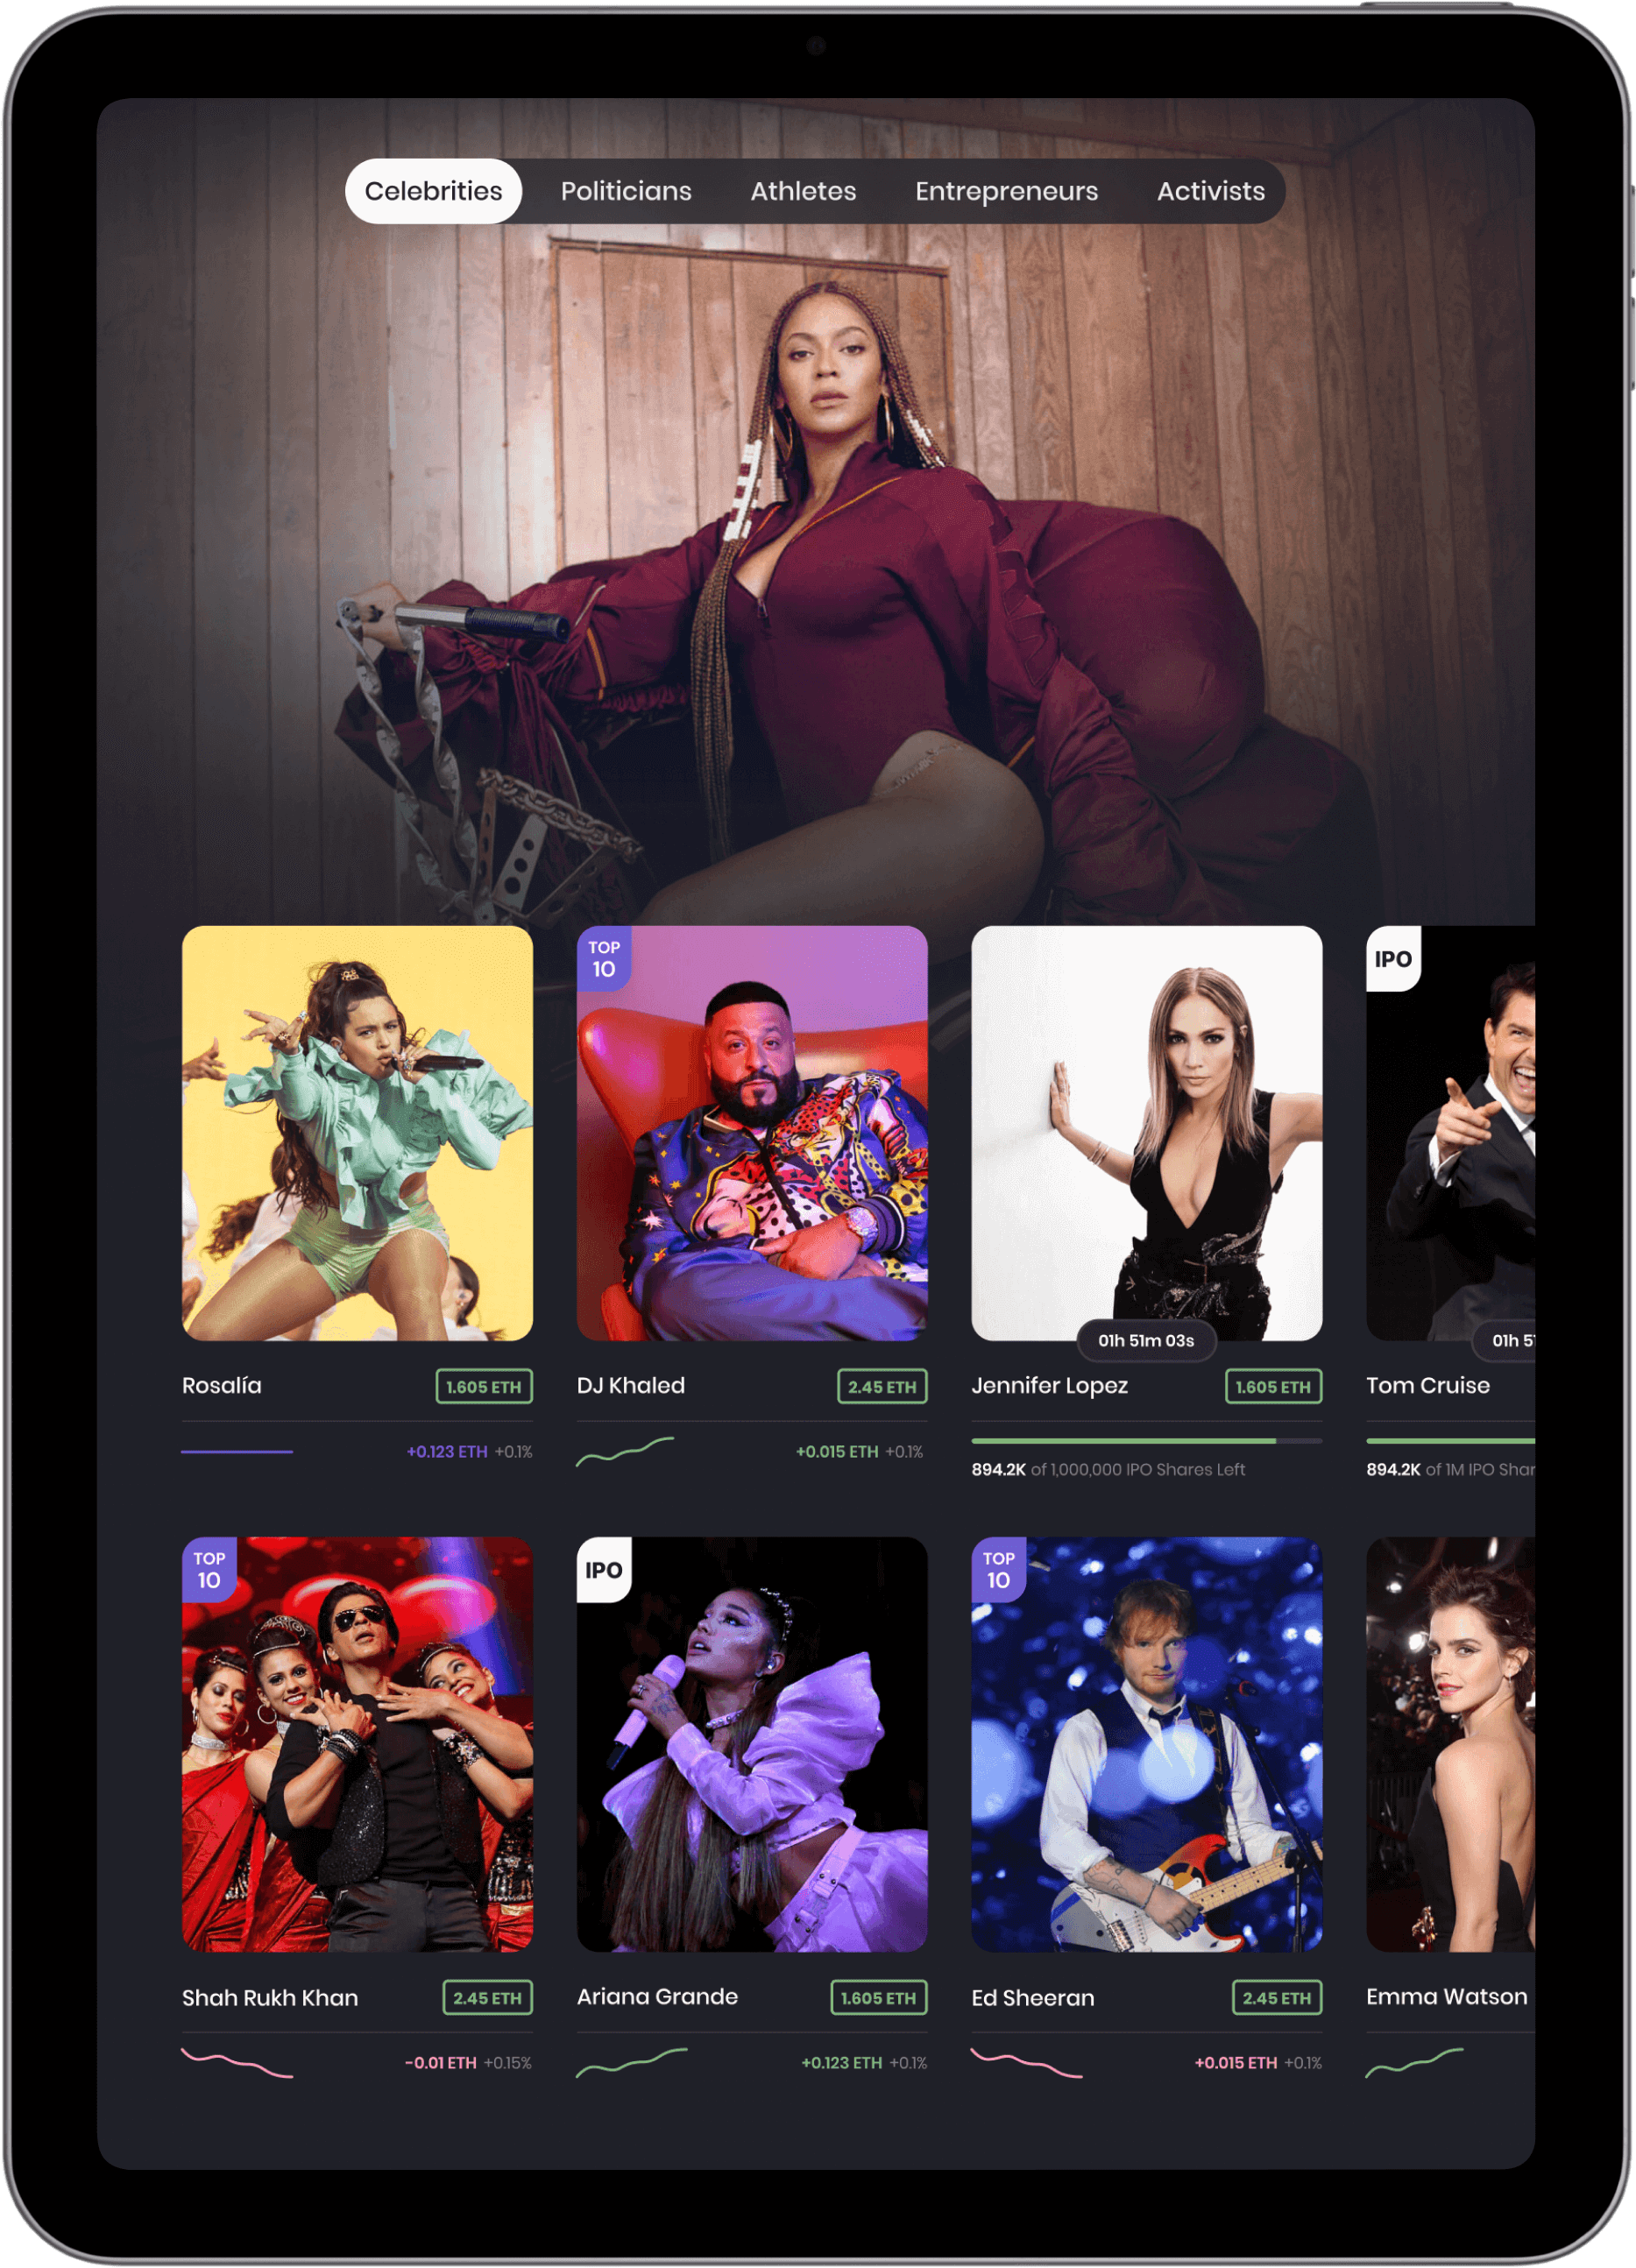 Celebrities Politicians Athletes Entrepreneurs Activists
TOP
10
IPO
01h 51m 03s
01h 5
Rosalía 1.605 ETH
DJ Khaled 2.45 ETH
Jennifer Lopez 1.605 ETH
Tom Cruise
+0.123 ETH +0.1%
+0.015 ETH +0.1%
894.2K of 1,000,000 IPO Shares Left
894.2K of 1M IPO Shar
TOP
10
IPO
TOP
10
Shah Rukh Khan 2.45 ETH
Ariana Grande 1.605 ETH
Ed Sheeran 2.45 ETH
Emma Watson
-0.01 ETH +0.15%
+0.123 ETH +0.1%
+0.015 ETH +0.1%